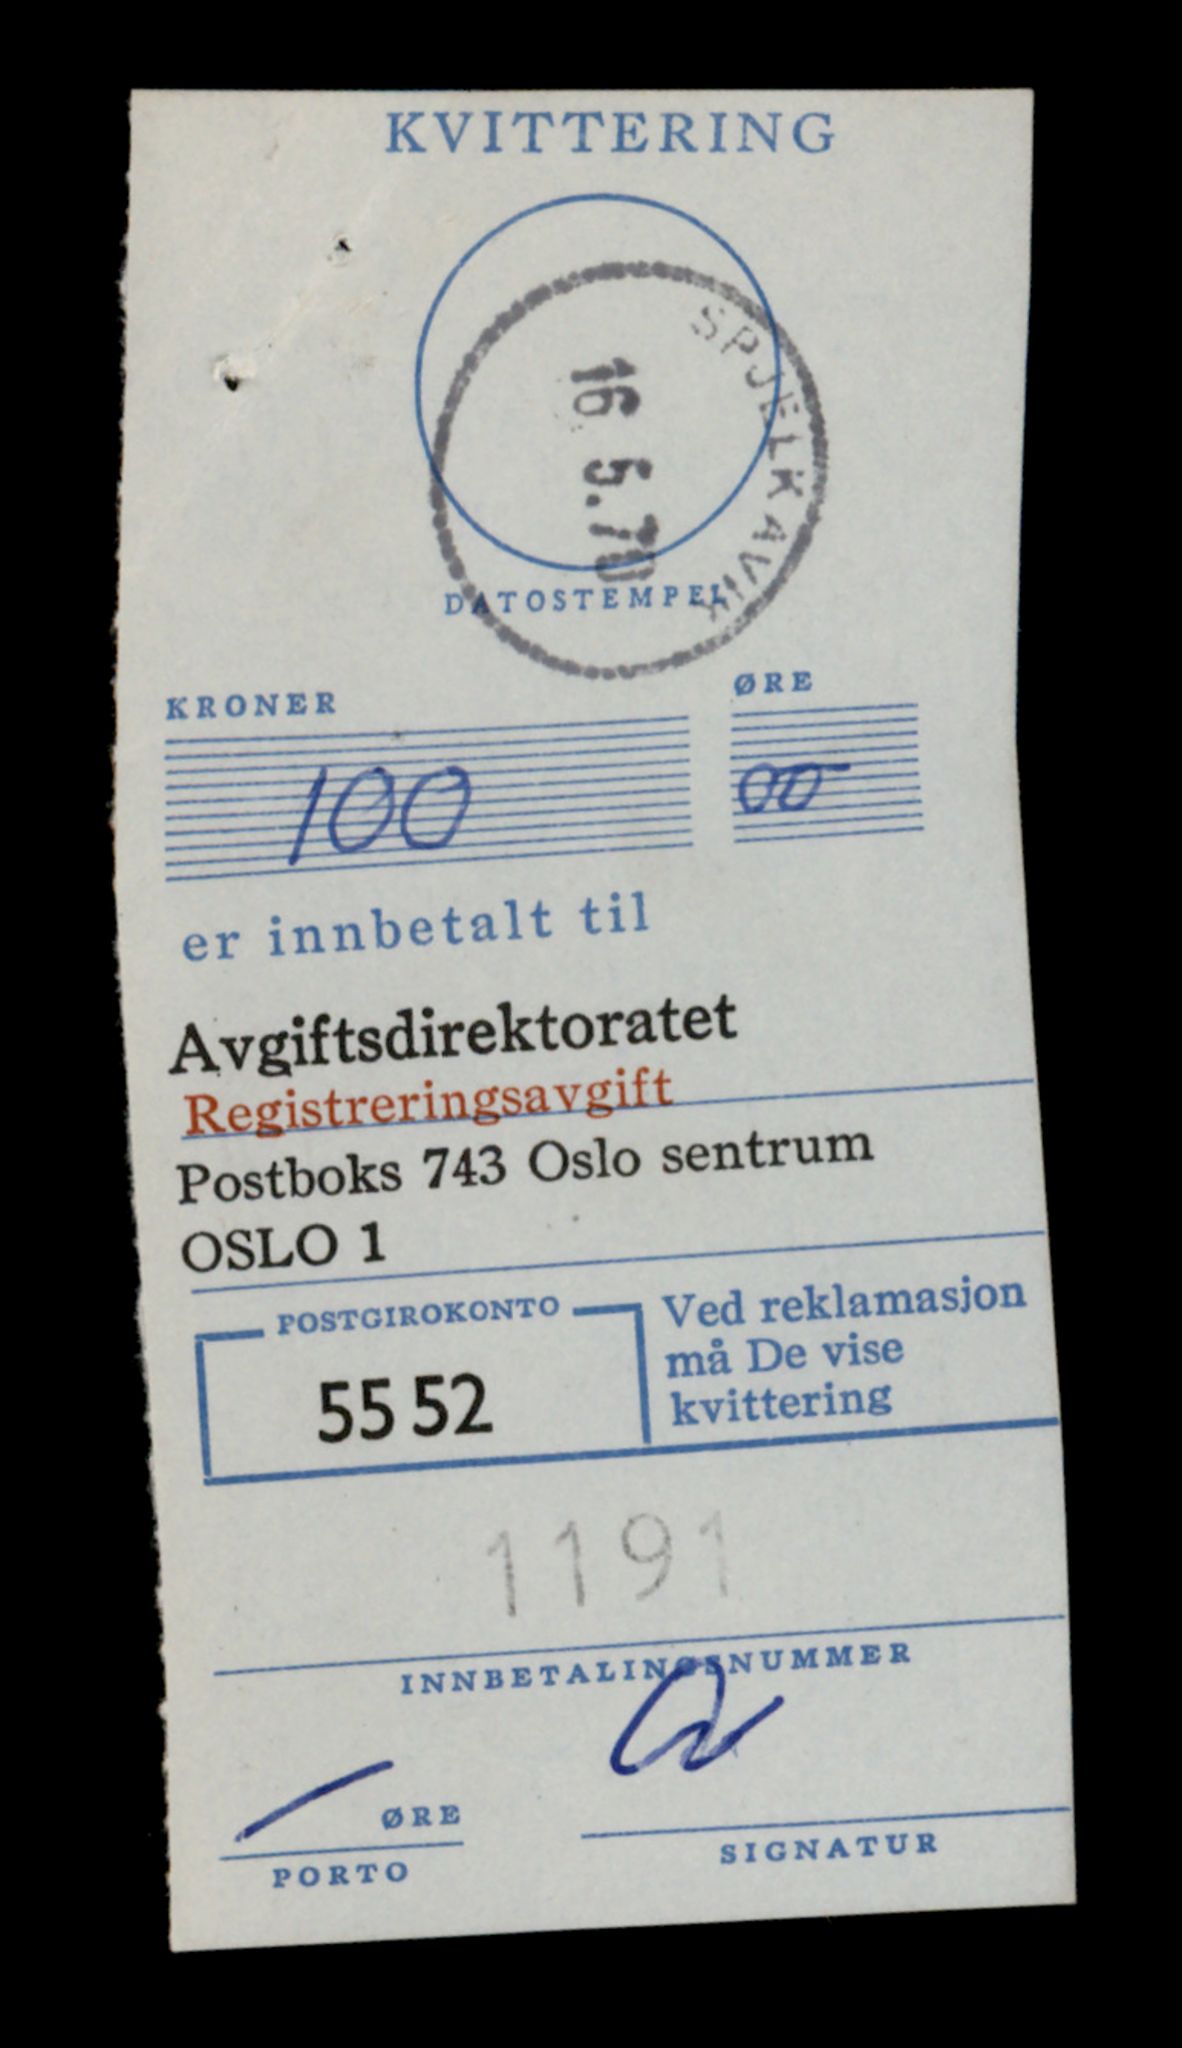 KVITTERING
SPJELKAVIK
16 5.70
DATOSTEMPEL
KRONER
ØRE
100
00
er innbetalt til
Avgiftsdirektoratet
Registreringsavgift
Postboks 743 Oslo sentrum
OSLO 1
POSTGIROKONTO
55 52
Ved reklamasjon
må De vise
kvittering
1191
INNBETALINGSNUMMER
ØRE
PORTO
SIGNATUR